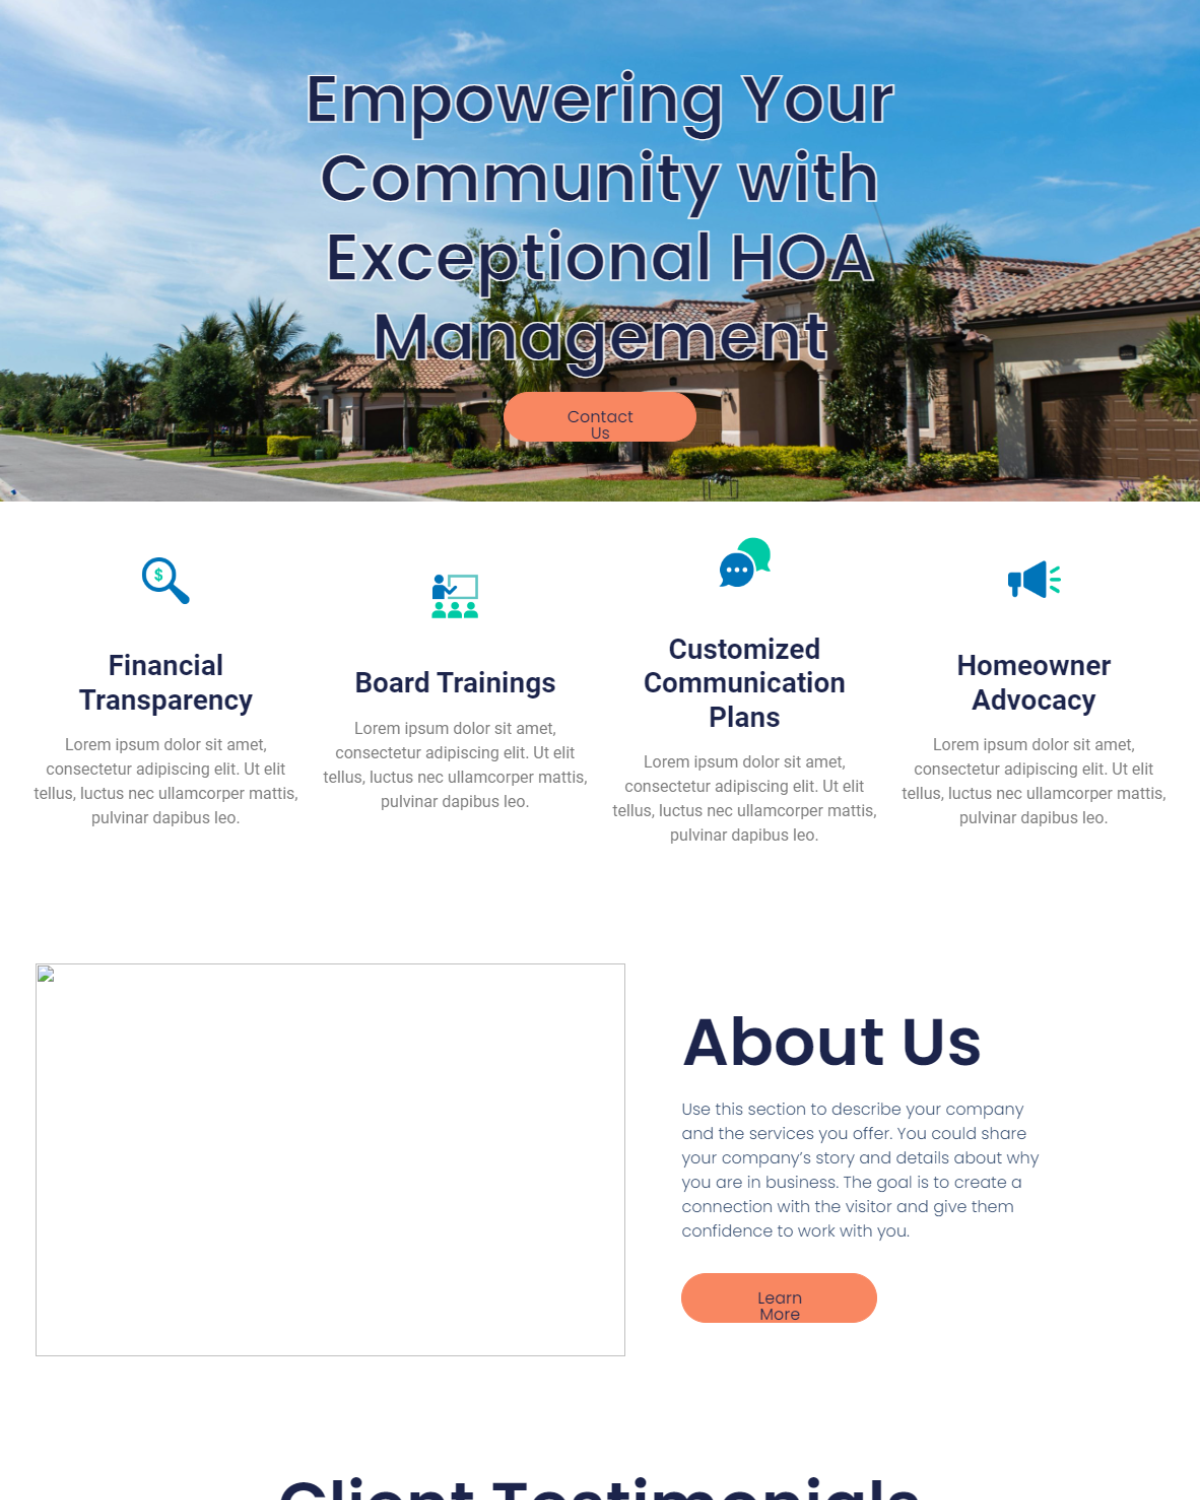 Empowering Your
Community with
Exceptional HOA
Management
Contact
Us
$
Financial
Transparency
Lorem ipsum dolor sit amet,
consectetur adipiscing elit. Ut elit
tellus, luctus nec ullamcorper mattis,
pulvinar dapibus leo.
Board Trainings
Lorem ipsum dolor sit amet,
consectetur adipiscing elit. Ut elit
tellus, luctus nec ullamcorper mattis,
pulvinar dapibus leo.
Customized
Communication
Plans
Lorem ipsum dolor sit amet,
consectetur adipiscing elit. Ut elit
tellus, luctus nec ullamcorper mattis,
pulvinar dapibus leo.
Homeowner
Advocacy
Lorem ipsum dolor sit amet,
consectetur adipiscing elit. Ut elit
tellus, luctus nec ullamcorper mattis,
pulvinar dapibus leo.
About Us
Use this section to describe your company
and the services you offer. You could share
your company’s story and details about why
you are in business. The goal is to create a
connection with the visitor and give them
confidence to work with you.
Learn
More
Client Testimonials